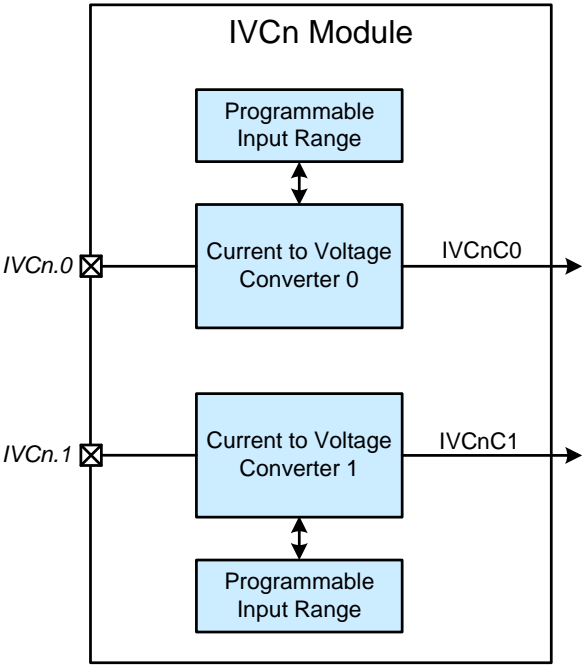 IVCn Module
Programmable
Input Range
IVCn.0
Current to Voltage
Converter 0
IVCnC0
IVCn.1
Current to Voltage
Converter 1
IVCnC1
Programmable
Input Range